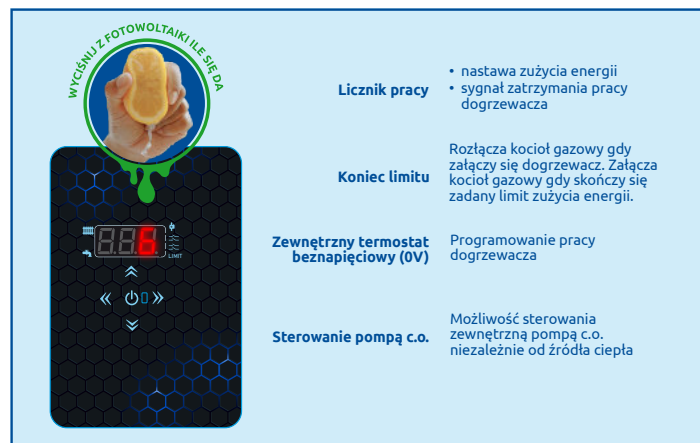 WYCIŚNIJ Z FOTOWOLTAIKI ILE SIĘ DA
6
LIMIT
Licznik pracy
• nastawa zużycia energii
• sygnał zatrzymania pracy
dogrzewacza
Koniec limitu
Rozłącza kocioł gazowy gdy
załączy się dogrzewacz. Załącza
kocioł gazowy gdy skończy się
zadany limit zużycia energii.
Zewnętrzny termostat
beznapięciowy (0V)
Programowanie pracy
dogrzewacza
Sterowanie pompą c.o.
Możliwość sterowania
zewnętrzną pompą c.o.
niezależnie od źródła ciepła